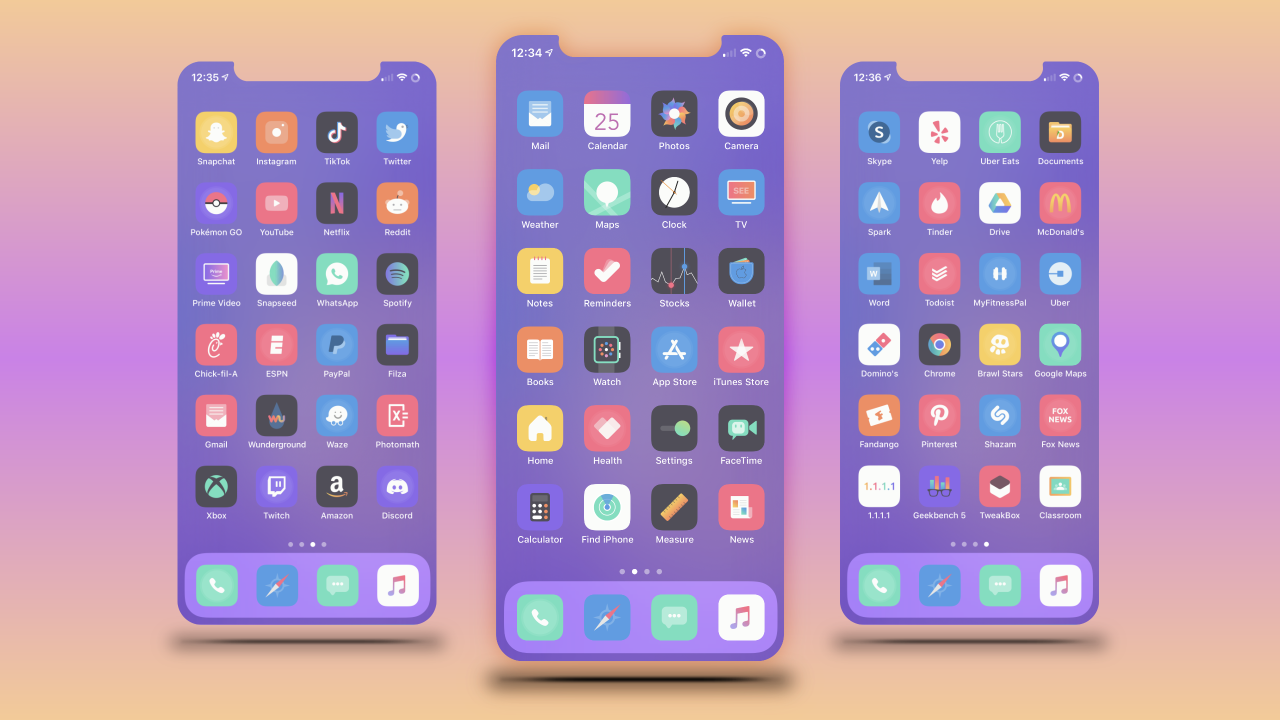 12:35
Snapchat Instagram TikTok Twitter
Pokémon GO YouTube Netflix Reddit
Prime
Prime Video Snapseed WhatsApp Spotify
Chick-fil-A ESPN PayPal Filza
Gmail Wunderground Waze Photomath
Xbox Twitch Amazon Discord
12:34
25
Mail Calendar Photos Camera
SEE
Weather Maps Clock TV
Notes Reminders Stocks Wallet
Books Watch App Store iTunes Store
Home Health Settings FaceTime
Calculator Find iPhone Measure News
12:36
S
Skype Yelp Uber Eats Documents
Spark Tinder Drive McDonald's
W
Word Todoist MyFitnessPal Uber
Domino's Chrome Brawl Stars Google Maps
FOX
NEWS
Fandango Pinterest Shazam Fox News
1.1.1.1
1.1.1.1 Geekbench 5 TweakBox Classroom